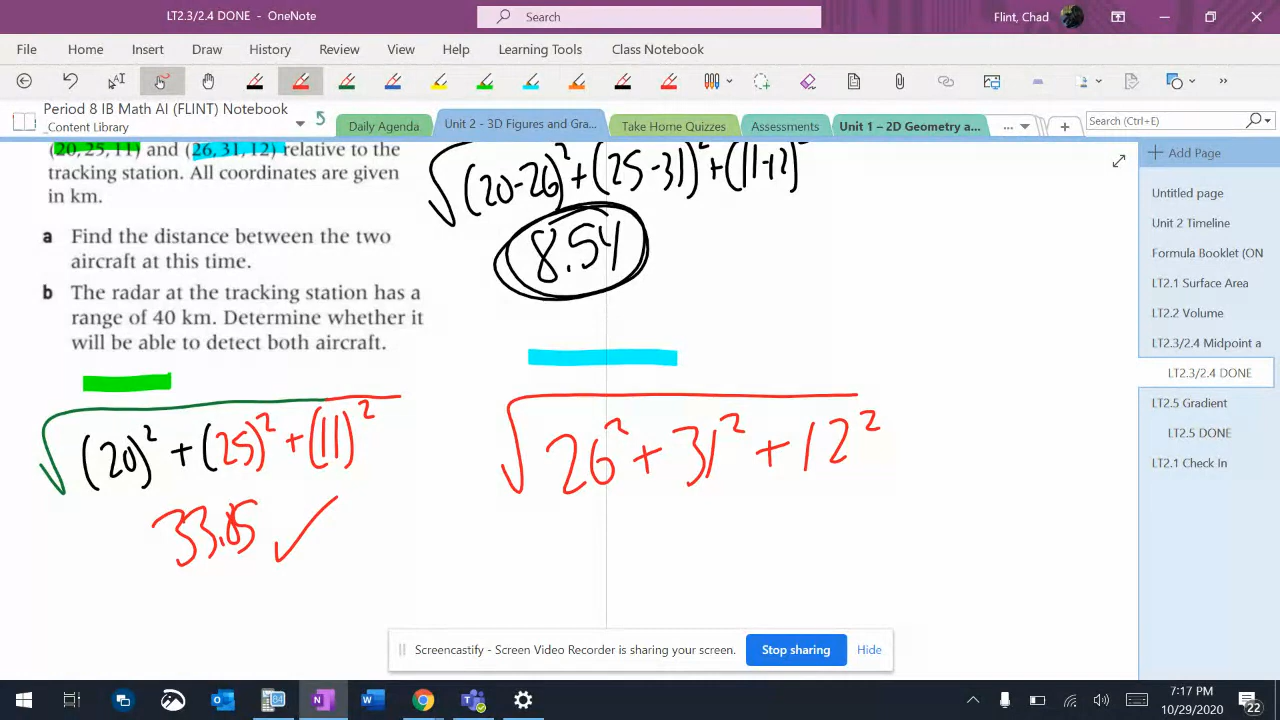 LT2.3/2.4 DONE - OneNote
Search
Flint, Chad
File Home Insert Draw History Review View Help Learning Tools Class Notebook
Period 8 IB Math AI (FLINT) Notebook
_Content Library
Daily Agenda
Unit 2 - 3D Figures and Gra...
Take Home Quizzes
Assessments
Unit 1 – 2D Geometry a...
...
Search (Ctrl+E)
(20, 25, 11) and (26, 31, 12) relative to the
tracking station. All coordinates are given
in km.
a Find the distance between the two
aircraft at this time.
b The radar at the tracking station has a
range of 40 km. Determine whether it
will be able to detect both aircraft.
√(20-26)²+(25-31)²+(11-12)²
8.54
√(20)²+(25)²+(11)²
33.85 ✓
√26²+31²+12²
Add Page
Untitled page
Unit 2 Timeline
Formula Booklet (ON
LT2.1 Surface Area
LT2.2 Volume
LT2.3/2.4 Midpoint a
LT2.3/2.4 DONE
LT2.5 Gradient
LT2.5 DONE
LT2.1 Check In
Screencastify - Screen Video Recorder is sharing your screen.
Stop sharing
Hide
7:17 PM
10/29/2020
22